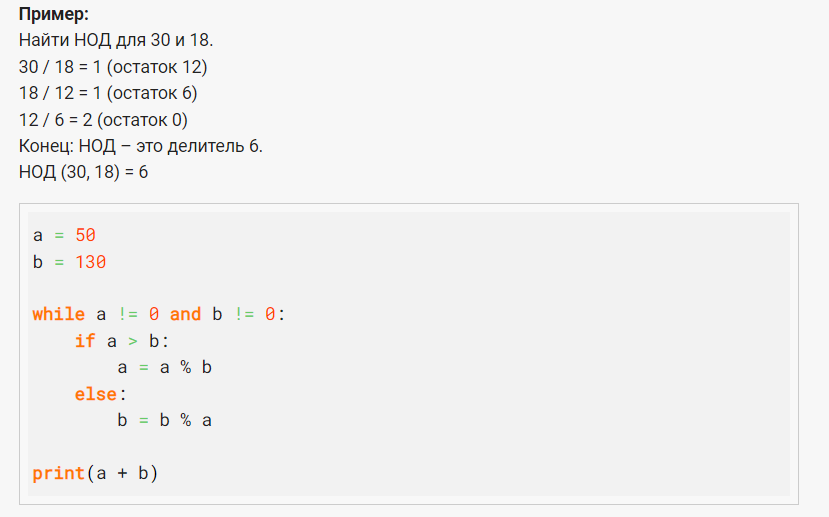 Пример:
Найти НОД для 30 и 18.
30 / 18 = 1 (остаток 12)
18 / 12 = 1 (остаток 6)
12 / 6 = 2 (остаток 0)
Конец: НОД – это делитель 6.
НОД (30, 18) = 6
a = 50
b = 130
while a != 0 and b != 0:
    if a > b:
        a = a % b
    else:
        b = b % a
print(a + b)